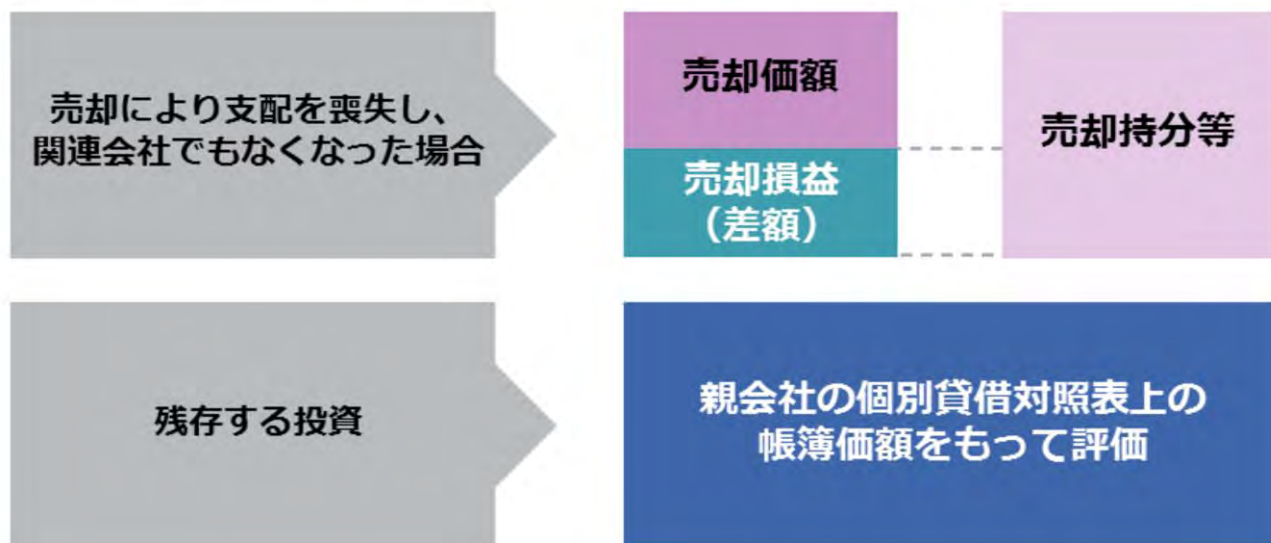 売却により支配を喪失し、
関連会社でもなくなった場合
売却価額
売却損益
（差額）
売却持分等
残存する投資
親会社の個別貸借対照表上の
帳簿価額をもって評価